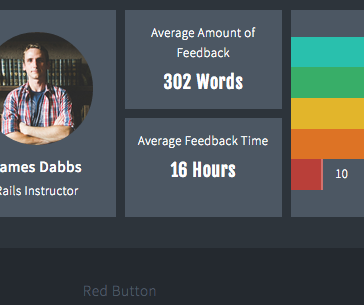 Average Amount of
Feedback
302 Words
Average Feedback Time
16 Hours
ames Dabbs
Rails Instructor
10
Red Button